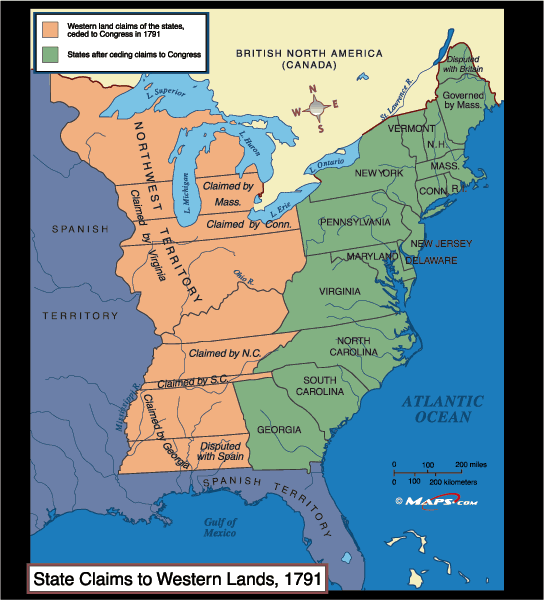 Western land claims of the states,
ceded to Congress in 1791
States after ceding claims to Congress
BRITISH NORTH AMERICA
(CANADA)
N
W
E
S
St. Lawrence R.
Disputed
with Britain
Governed
by Mass.
L. Superior
L. Huron
L. Michigan
L. Ontario
L. Erie
VERMONT
N.H.
NEW YORK
MASS.
CONN.
R.I.
NORTHWEST TERRITORY
Claimed by
Mass.
Claimed by Conn.
Claimed by Virginia
PENNSYLVANIA
NEW JERSEY
MARYLAND
DELAWARE
SPANISH
TERRITORY
Ohio R.
VIRGINIA
Claimed by N.C.
NORTH
CAROLINA
Claimed by S.C.
SOUTH
CAROLINA
Mississippi R.
Claimed by Georgia
GEORGIA
Disputed
with Spain
ATLANTIC
OCEAN
0 100 200 miles
0 100 200 kilometers
© MAPS.COM
SPANISH TERRITORY
Gulf of
Mexico
State Claims to Western Lands, 1791